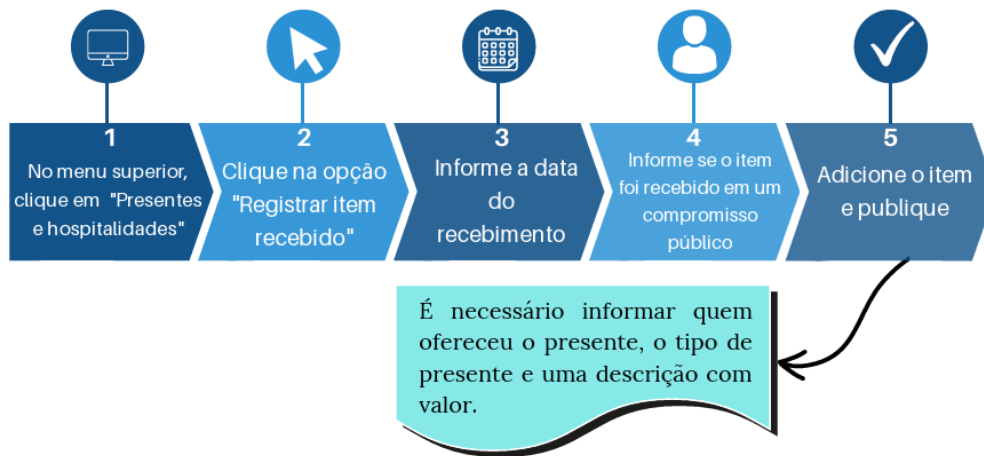 1
No menu superior,
clique em "Presentes
e hospitalidades"
2
Clique na opção
"Registrar item
recebido"
3
Informe a data
do
recebimento
4
Informe se o item
foi recebido em um
compromisso
público
5
Adicione o item
e publique
É necessário informar quem
ofereceu o presente, o tipo de
presente e uma descrição com
valor.